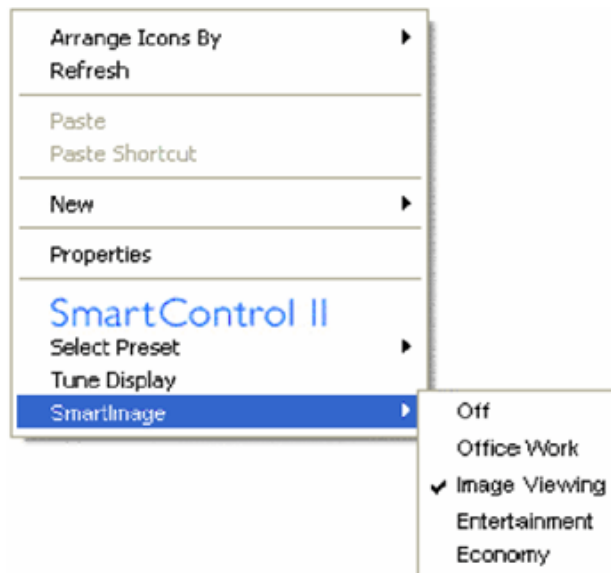 Arrange Icons By
Refresh
Paste
Paste Shortcut
New
Properties
SmartControl II
Select Preset
Tune Display
SmartImage
Off
Office Work
Image Viewing
Entertainment
Economy